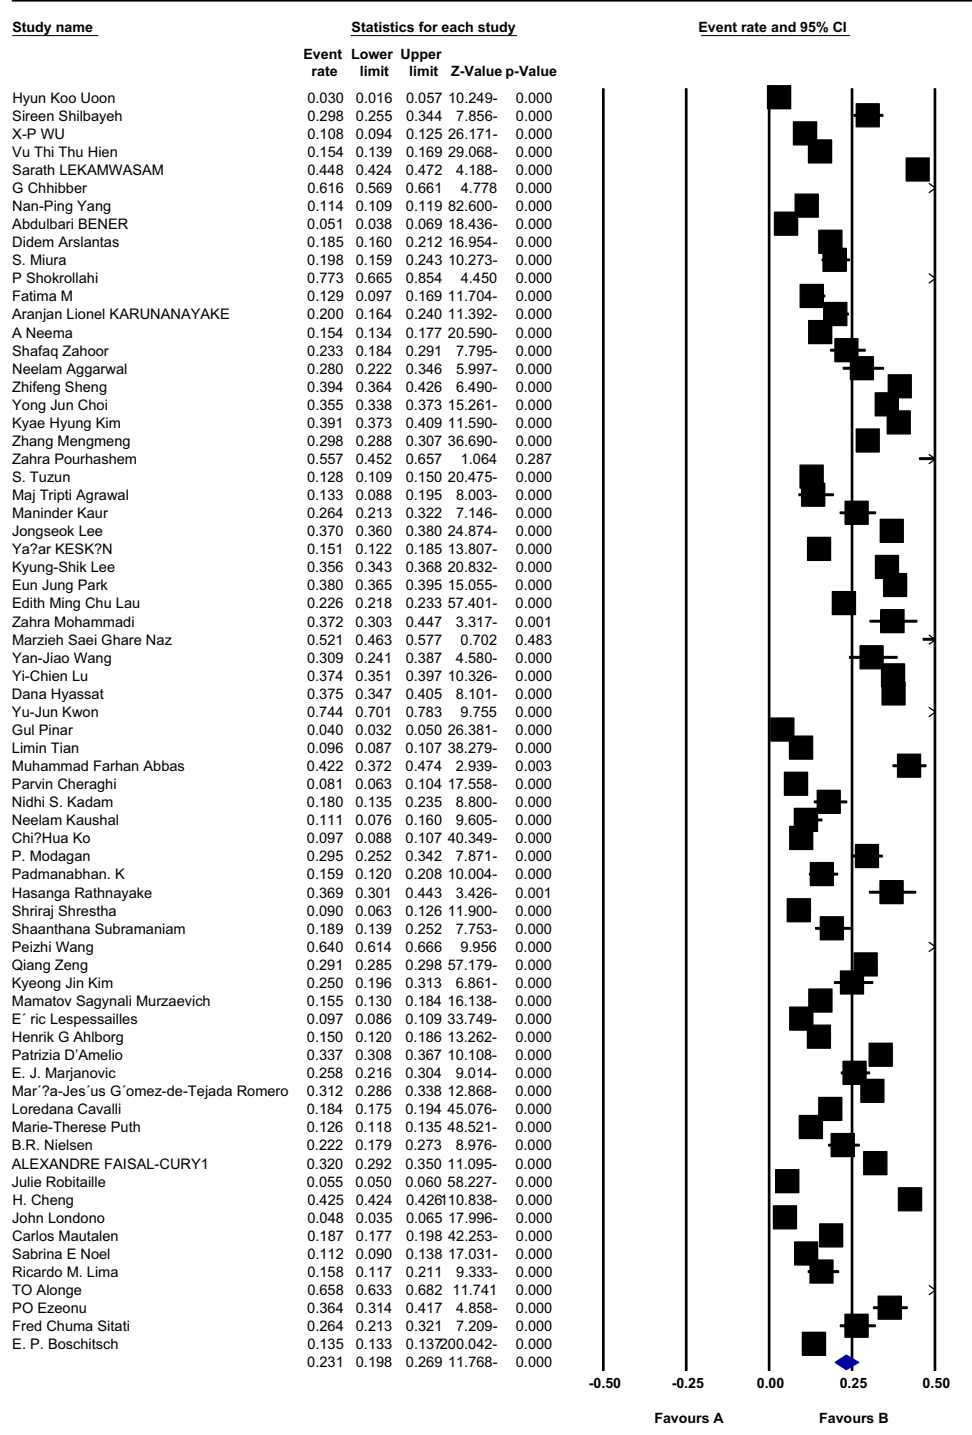 Study name Statistics for each study Event rate and 95% CI
Event Lower Upper
rate limit limit Z-Value p-Value
Hyun Koo Uoon 0.030 0.016 0.057 10.249- 0.000
Sireen Shilbayeh 0.298 0.255 0.344 7.856- 0.000
X-P WU 0.108 0.094 0.125 26.171- 0.000
Vu Thi Thu Hien 0.154 0.139 0.169 29.068- 0.000
Sarath LEKAMWASAM 0.448 0.424 0.472 4.188- 0.000
G Chhibber 0.616 0.569 0.661 4.778 0.000
Nan-Ping Yang 0.114 0.109 0.119 82.600- 0.000
Abdulbari BENER 0.051 0.038 0.069 18.436- 0.000
Didem Arslantas 0.185 0.160 0.212 16.954- 0.000
S. Miura 0.198 0.159 0.243 10.273- 0.000
P Shokrollahi 0.773 0.665 0.854 4.450 0.000
Fatima M 0.129 0.097 0.169 11.704- 0.000
Aranjan Lionel KARUNANAYAKE 0.200 0.164 0.240 11.392- 0.000
A Neema 0.154 0.134 0.177 20.590- 0.000
Shafaq Zahoor 0.233 0.184 0.291 7.795- 0.000
Neelam Aggarwal 0.280 0.222 0.346 5.997- 0.000
Zhifeng Sheng 0.394 0.364 0.426 6.490- 0.000
Yong Jun Choi 0.355 0.338 0.373 15.261- 0.000
Kyae Hyung Kim 0.391 0.373 0.409 11.590- 0.000
Zhang Mengmeng 0.298 0.288 0.307 36.690- 0.000
Zahra Pourhashem 0.557 0.452 0.657 1.064 0.287
S. Tuzun 0.128 0.109 0.150 20.475- 0.000
Maj Tripti Agrawal 0.133 0.088 0.195 8.003- 0.000
Maninder Kaur 0.264 0.213 0.322 7.146- 0.000
Jongseok Lee 0.370 0.360 0.380 24.874- 0.000
Ya?ar KESK?N 0.151 0.122 0.185 13.807- 0.000
Kyung-Shik Lee 0.356 0.343 0.368 20.832- 0.000
Eun Jung Park 0.380 0.365 0.395 15.055- 0.000
Edith Ming Chu Lau 0.226 0.218 0.233 57.401- 0.000
Zahra Mohammadi 0.372 0.303 0.447 3.317- 0.001
Marzieh Saei Ghare Naz 0.521 0.463 0.577 0.702 0.483
Yan-Jiao Wang 0.309 0.241 0.387 4.580- 0.000
Yi-Chien Lu 0.374 0.351 0.397 10.326- 0.000
Dana Hyassat 0.375 0.347 0.405 8.101- 0.000
Yu-Jun Kwon 0.744 0.701 0.783 9.755 0.000
Gul Pinar 0.040 0.032 0.050 26.381- 0.000
Limin Tian 0.096 0.087 0.107 38.279- 0.000
Muhammad Farhan Abbas 0.422 0.372 0.474 2.939- 0.003
Parvin Cheraghi 0.081 0.063 0.104 17.558- 0.000
Nidhi S. Kadam 0.180 0.135 0.235 8.800- 0.000
Neelam Kaushal 0.111 0.076 0.160 9.605- 0.000
Chi?Hua Ko 0.097 0.088 0.107 40.349- 0.000
P. Modagan 0.295 0.252 0.342 7.871- 0.000
Padmanabhan. K 0.159 0.120 0.208 10.004- 0.000
Hasanga Rathnayake 0.369 0.301 0.443 3.426- 0.001
Shriraj Shrestha 0.090 0.063 0.126 11.900- 0.000
Shaanthana Subramaniam 0.189 0.139 0.252 7.753- 0.000
Peizhi Wang 0.640 0.614 0.666 9.956 0.000
Qiang Zeng 0.291 0.285 0.298 57.179- 0.000
Kyeong Jin Kim 0.250 0.196 0.313 6.861- 0.000
Mamatov Sagynali Murzaevich 0.155 0.130 0.184 16.138- 0.000
E´ ric Lespessailles 0.097 0.086 0.109 33.749- 0.000
Henrik G Ahlborg 0.150 0.120 0.186 13.262- 0.000
Patrizia D'Amelio 0.337 0.308 0.367 10.108- 0.000
E. J. Marjanovic 0.258 0.216 0.304 9.014- 0.000
Mar´?a-Jes´us G´omez-de-Tejada Romero 0.312 0.286 0.338 12.868- 0.000
Loredana Cavalli 0.184 0.175 0.194 45.076- 0.000
Marie-Therese Puth 0.126 0.118 0.135 48.521- 0.000
B.R. Nielsen 0.222 0.179 0.273 8.976- 0.000
ALEXANDRE FAISAL-CURY1 0.320 0.292 0.350 11.095- 0.000
Julie Robitaille 0.055 0.050 0.060 58.227- 0.000
H. Cheng 0.425 0.424 0.426 110.838- 0.000
John Londono 0.048 0.035 0.065 17.996- 0.000
Carlos Mautalen 0.187 0.177 0.198 42.253- 0.000
Sabrina E Noel 0.112 0.090 0.138 17.031- 0.000
Ricardo M. Lima 0.158 0.117 0.211 9.333- 0.000
TO Alonge 0.658 0.633 0.682 11.741 0.000
PO Ezeonu 0.364 0.314 0.417 4.858- 0.000
Fred Chuma Sitati 0.264 0.213 0.321 7.209- 0.000
E. P. Boschitsch 0.135 0.133 0.137 200.042- 0.000
0.231 0.198 0.269 11.768- 0.000
-0.50 -0.25 0.00 0.25 0.50
Favours A Favours B